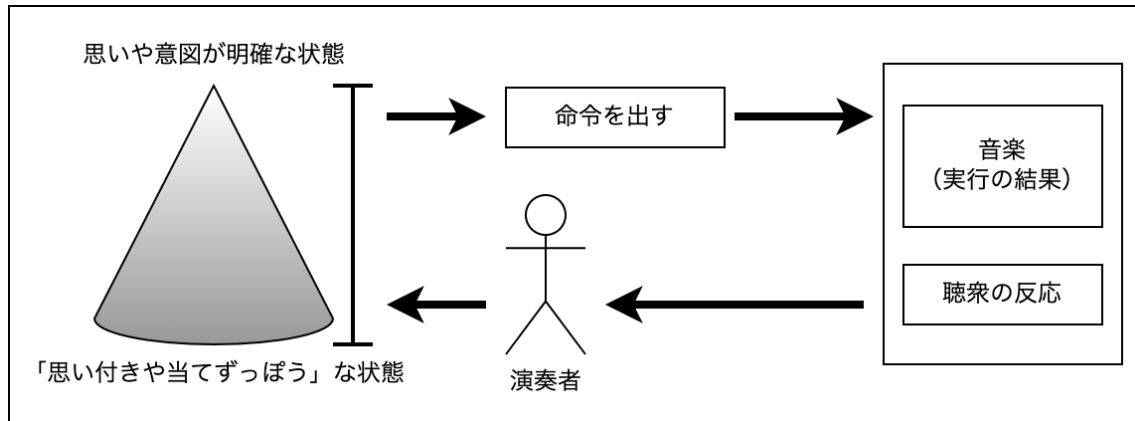 思いや意図が明確な状態
命令を出す
音楽
（実行の結果）
聴衆の反応
演奏者
「思い付きや当てずっぽう」な状態